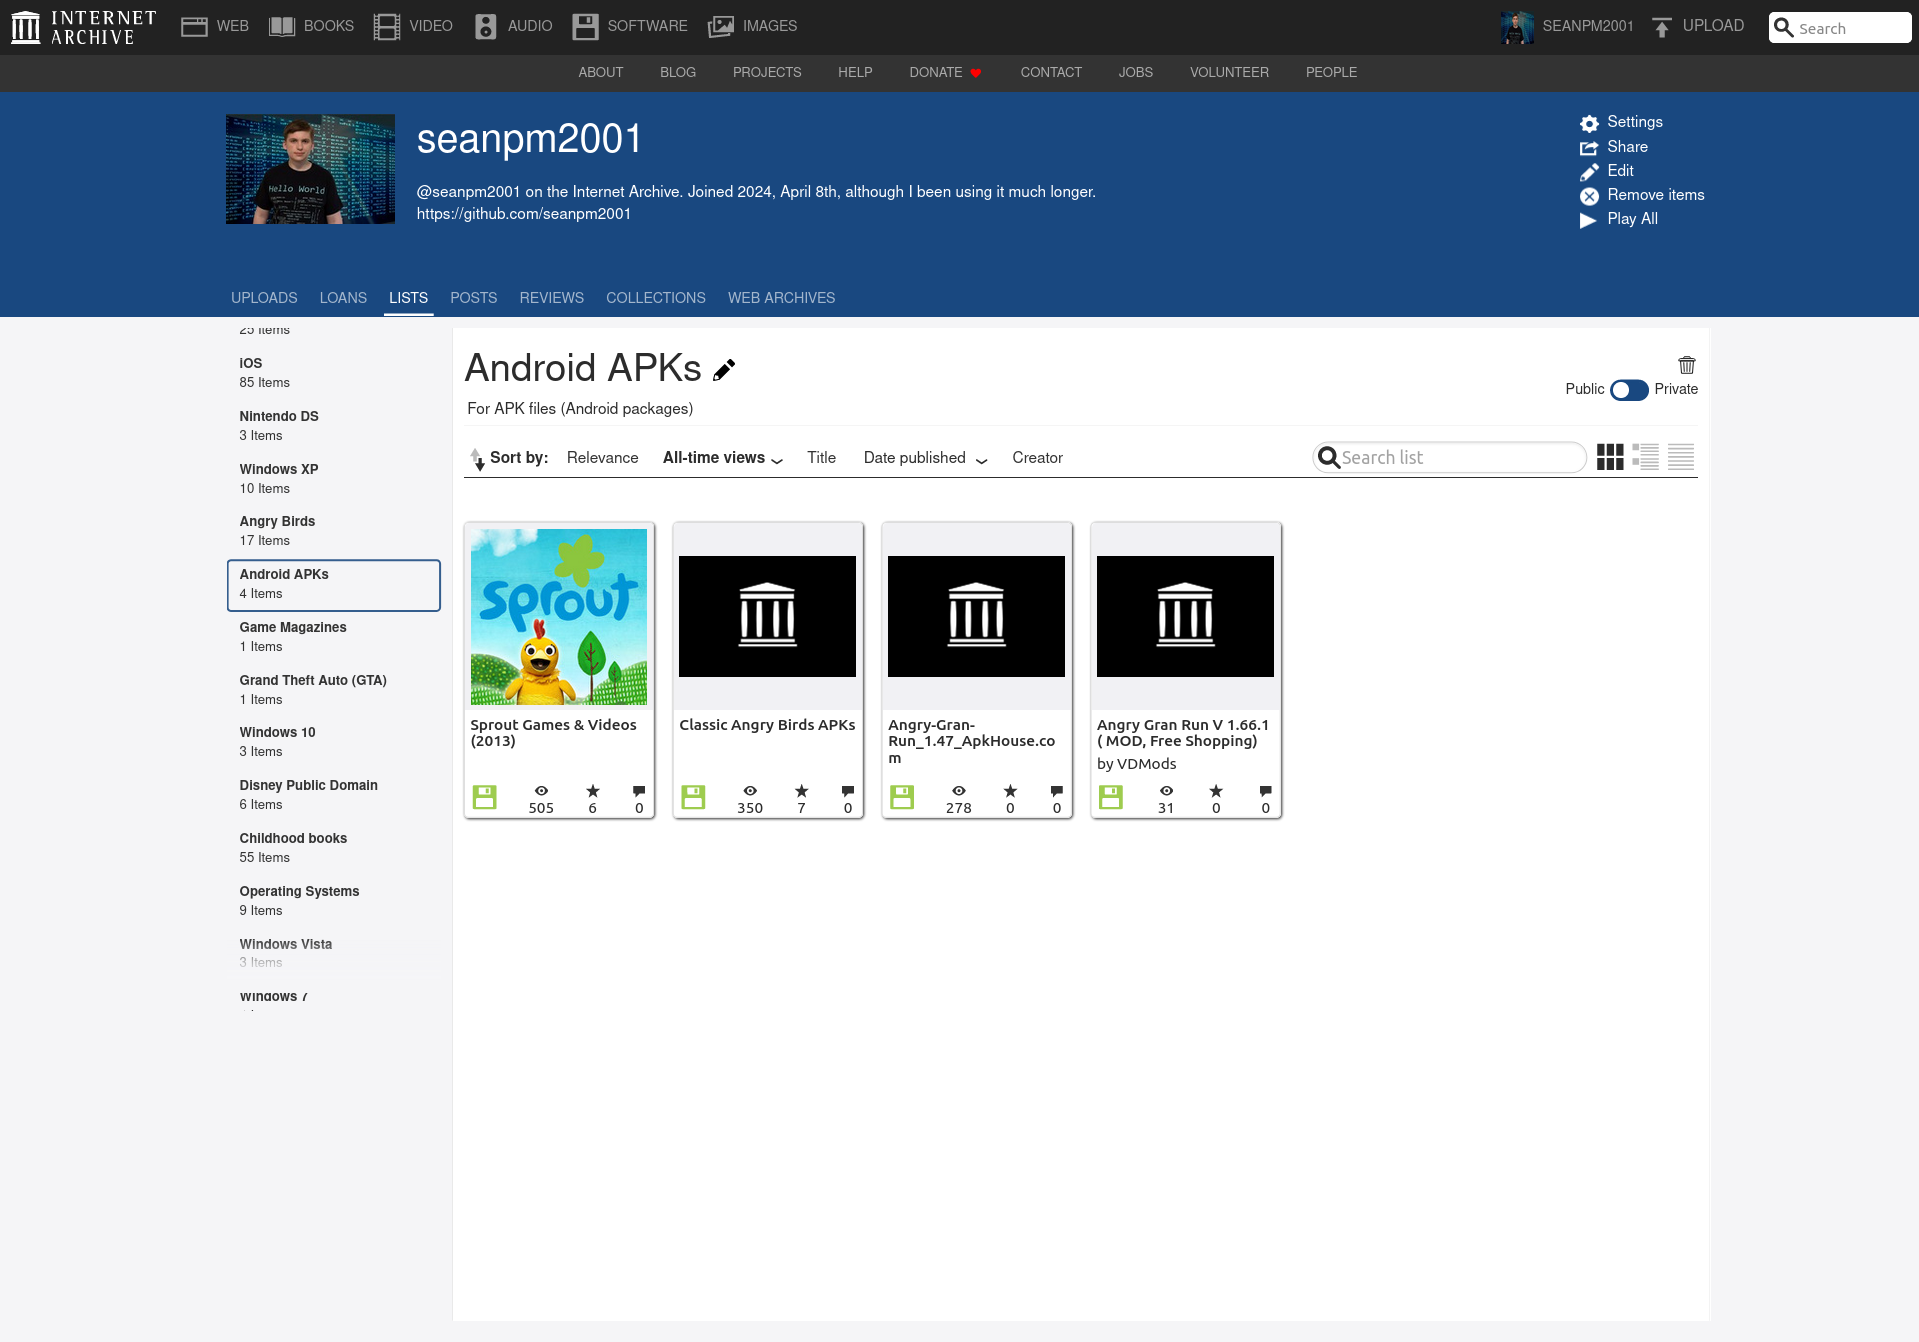 INTERNET ARCHIVE
WEB BOOKS VIDEO AUDIO SOFTWARE IMAGES SEANPM2001 UPLOAD Search
ABOUT BLOG PROJECTS HELP DONATE CONTACT JOBS VOLUNTEER PEOPLE
Hello World
seanpm2001
@seanpm2001 on the Internet Archive. Joined 2024, April 8th, although I been using it much longer.
https://github.com/seanpm2001
Settings
Share
Edit
Remove items
Play All
UPLOADS LOANS LISTS POSTS REVIEWS COLLECTIONS WEB ARCHIVES
25 Items
iOS
85 Items
Nintendo DS
3 Items
Windows XP
10 Items
Angry Birds
17 Items
Android APKs
4 Items
Game Magazines
1 Items
Grand Theft Auto (GTA)
1 Items
Windows 10
3 Items
Disney Public Domain
6 Items
Childhood books
55 Items
Operating Systems
9 Items
Windows Vista
3 Items
Windows 7
Android APKs
For APK files (Android packages)
Public Private
Sort by: Relevance All-time views Title Date published Creator Search list
sprout
Sprout Games & Videos
(2013)
505 6 0
Classic Angry Birds APKs
350 7 0
Angry-Gran-
Run_1.47_ApkHouse.co
m
278 0 0
Angry Gran Run V 1.66.1
( MOD, Free Shopping)
by VDMods
31 0 0